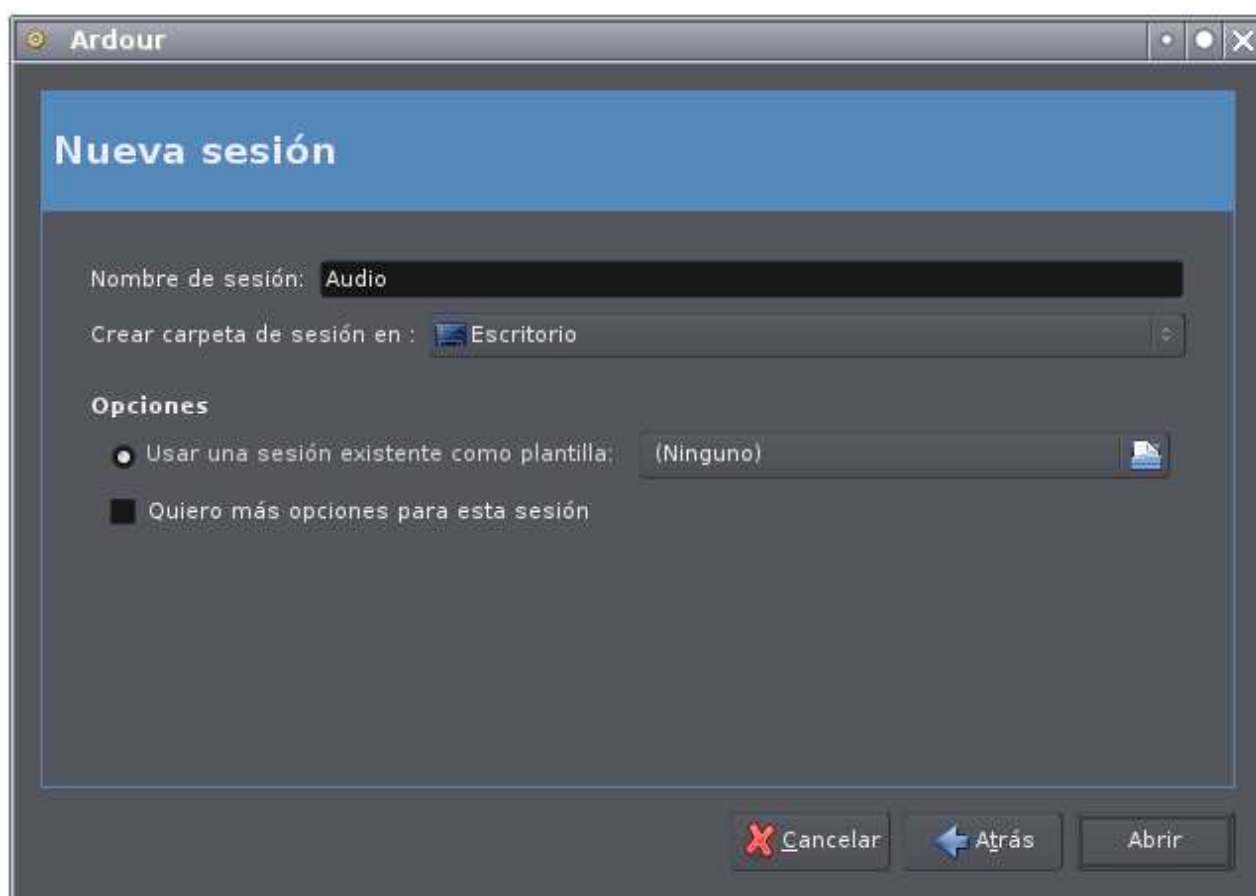 Ardour
Nueva sesión
Nombre de sesión: Audio
Crear carpeta de sesión en : Escritorio
Opciones
Usar una sesión existente como plantilla: (Ninguno)
Quiero más opciones para esta sesión
Cancelar Atrás Abrir